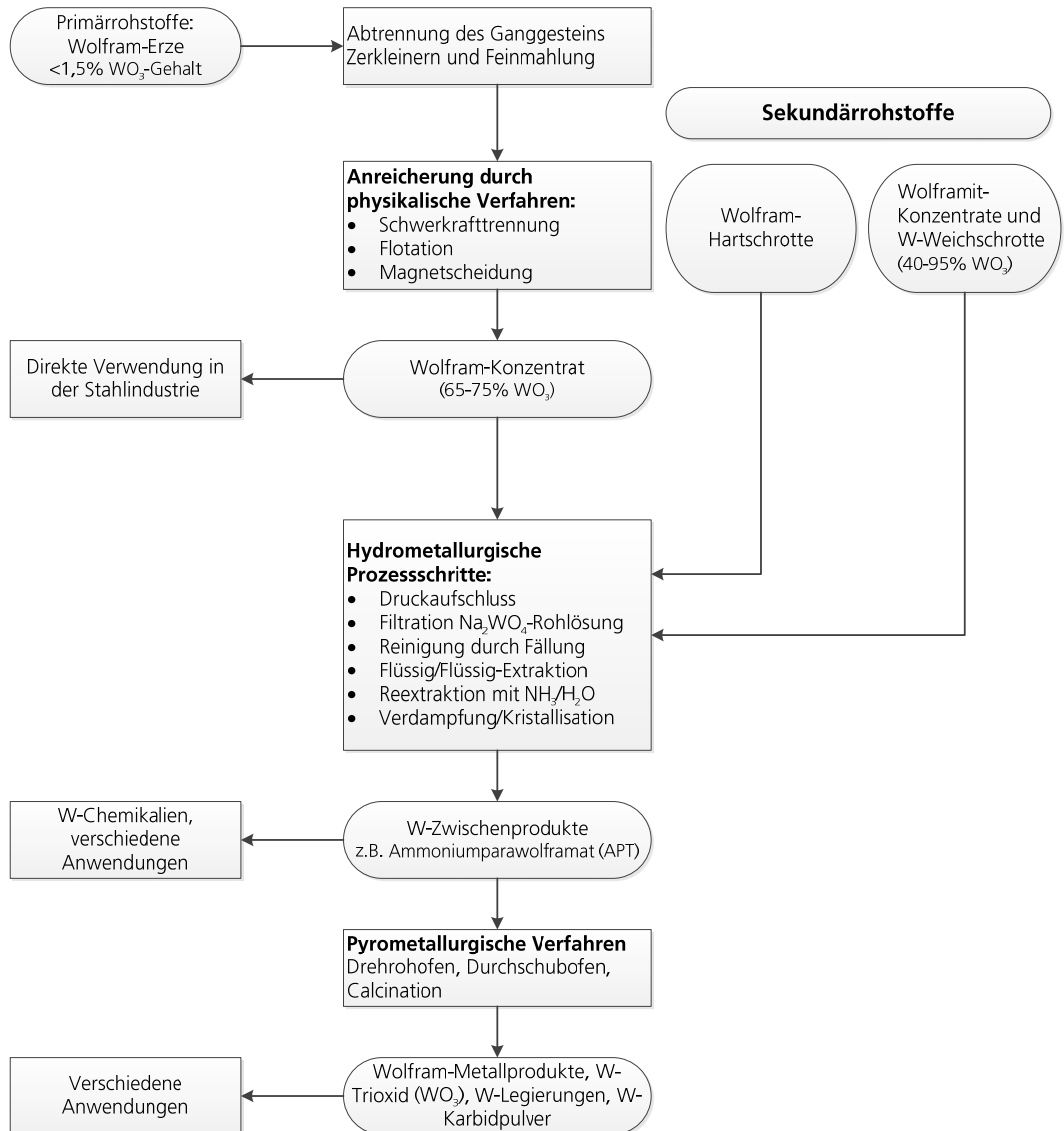 Primärrohstoffe:
Wolfram-Erze
<1,5% WO₃-Gehalt
Abtrennung des Ganggesteins
Zerkleinern und Feinmahlung
Sekundärrohstoffe
Anreicherung durch
physikalische Verfahren:
• Schwerkrafttrennung
• Flotation
• Magnetscheidung
Wolfram-
Hartschrotte
Wolframit-
Konzentrate und
W-Weichschrotte
(40-95% WO₃)
Direkte Verwendung in
der Stahlindustrie
Wolfram-Konzentrat
(65-75% WO₃)
Hydrometallurgische
Prozessschritte:
• Druckaufschluss
• Filtration Na₂WO₄-Rohlösung
• Reinigung durch Fällung
• Flüssig/Flüssig-Extraktion
• Reextraktion mit NH₃/H₂O
• Verdampfung/Kristallisation
W-Chemikalien,
verschiedene
Anwendungen
W-Zwischenprodukte
z.B. Ammoniumparawolframat (APT)
Pyrometallurgische Verfahren
Drehrohofen, Durchschubofen,
Calcination
Verschiedene
Anwendungen
Wolfram-Metallprodukte, W-
Trioxid (WO₃), W-Legierungen, W-
Karbidpulver